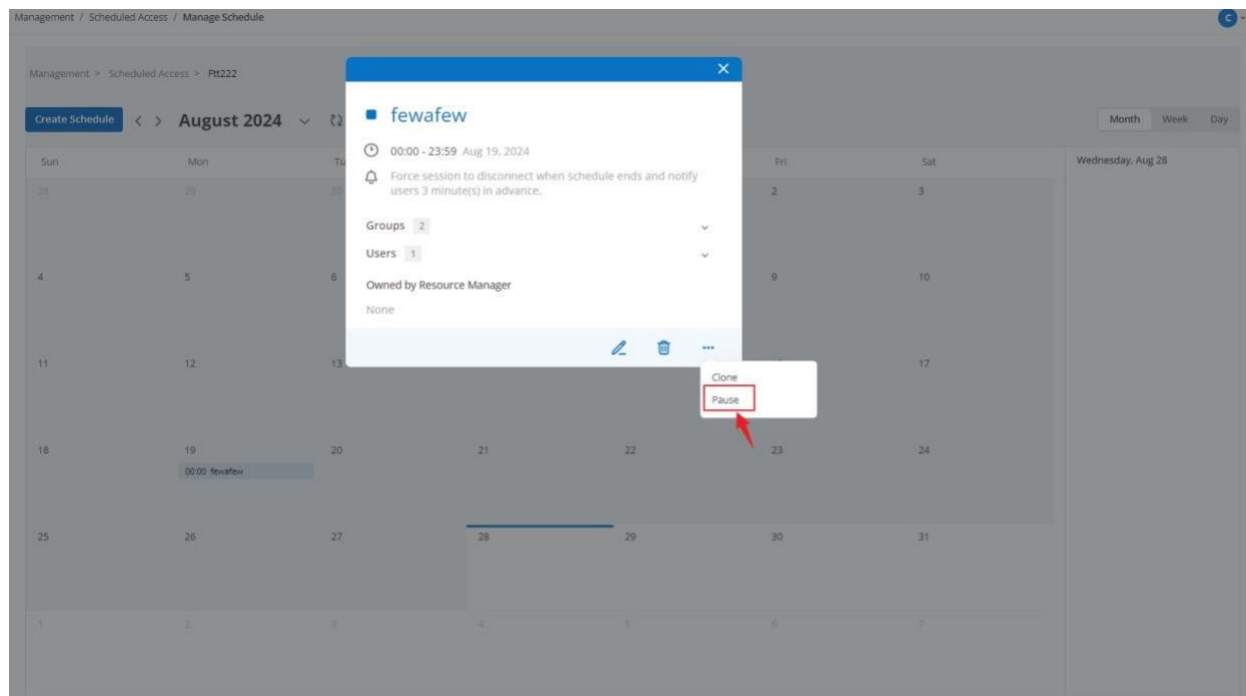 Management / Scheduled Access / Manage Schedule
C
Management > Scheduled Access > Ftt222
Create Schedule
August 2024
Month Week Day
fewafew
00:00 - 23:59 Aug 19, 2024
Force session to disconnect when schedule ends and notify
users 3 minute(s) in advance.
Groups 2
Users 1
Owned by Resource Manager
None
Clone
Pause
Sun Mon Tu Fri Sat
Wednesday, Aug 28
28 29 30 2 3
4 5 6 9 10
11 12 13 17
18 19 20 21 22 23 24
00:00 fewafew
25 26 27 28 29 30 31
1 2 3 4 5 6 7